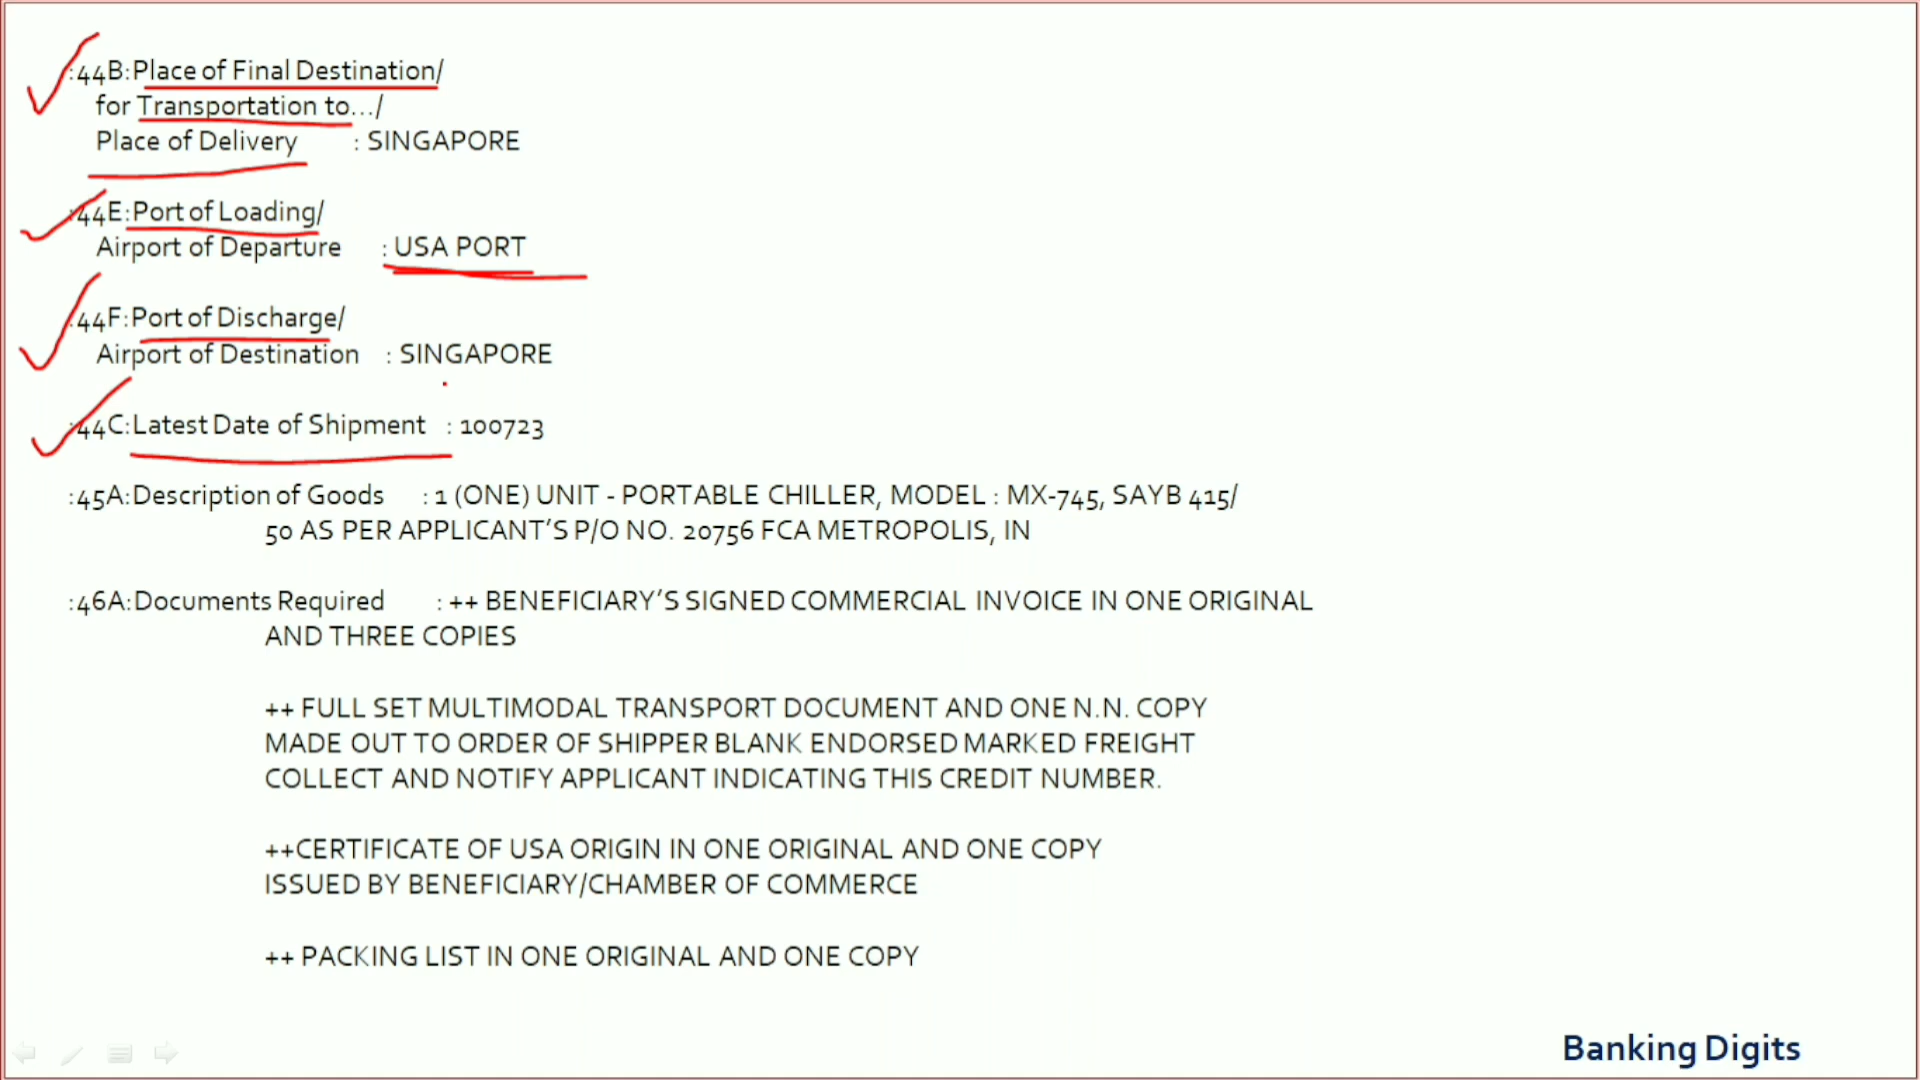 :44B:Place of Final Destination/
for Transportation to.../
Place of Delivery : SINGAPORE
:44E:Port of Loading/
Airport of Departure : USA PORT
:44F:Port of Discharge/
Airport of Destination : SINGAPORE
:44C:Latest Date of Shipment : 100723
:45A:Description of Goods : 1 (ONE) UNIT - PORTABLE CHILLER, MODEL : MX-745, SAYB 415/
50 AS PER APPLICANT'S P/O NO. 20756 FCA METROPOLIS, IN
:46A:Documents Required : ++ BENEFICIARY'S SIGNED COMMERCIAL INVOICE IN ONE ORIGINAL
AND THREE COPIES
++ FULL SET MULTIMODAL TRANSPORT DOCUMENT AND ONE N.N. COPY
MADE OUT TO ORDER OF SHIPPER BLANK ENDORSED MARKED FREIGHT
COLLECT AND NOTIFY APPLICANT INDICATING THIS CREDIT NUMBER.
++CERTIFICATE OF USA ORIGIN IN ONE ORIGINAL AND ONE COPY
ISSUED BY BENEFICIARY/CHAMBER OF COMMERCE
++ PACKING LIST IN ONE ORIGINAL AND ONE COPY
Banking Digits